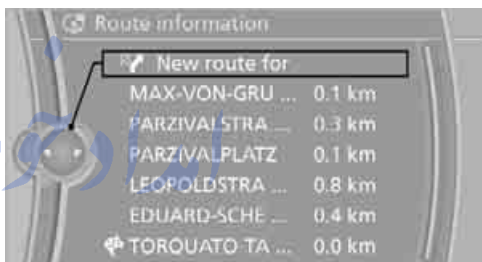 Route information
New route for
MAX-VON-GRU ... 0.1 km
PARZIVALSTRA ... 0.3 km
PARZIVALPLATZ 0.1 km
LEOPOLDSTRA ... 0.8 km
EDUARD-SCHE ... 0.4 km
TORQUATO TA ... 0.0 km